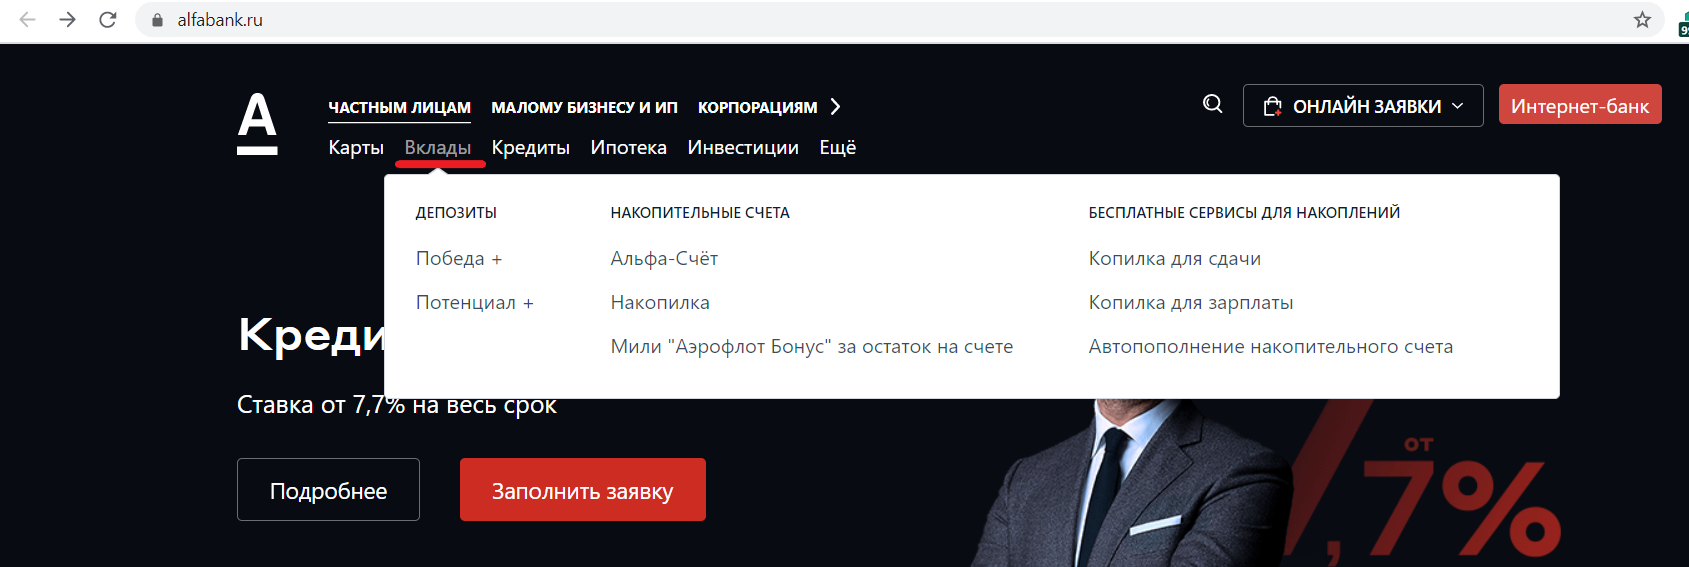 alfabank.ru
ЧАСТНЫМ ЛИЦАМ МАЛОМУ БИЗНЕСУ И ИП КОРПОРАЦИЯМ
ОНЛАЙН ЗАЯВКИ
Интернет-банк
Карты Вклады Кредиты Ипотека Инвестиции Ещё
ДЕПОЗИТЫ
Победа +
Потенциал +
НАКОПИТЕЛЬНЫЕ СЧЕТА
Альфа-Счёт
Накопилка
Мили "Аэрофлот Бонус" за остаток на счете
БЕСПЛАТНЫЕ СЕРВИСЫ ДЛЯ НАКОПЛЕНИЙ
Копилка для сдачи
Копилка для зарплаты
Автопополнение накопительного счета
Креди
Ставка от 7,7% на весь срок
Подробнее
Заполнить заявку
от
7,7%